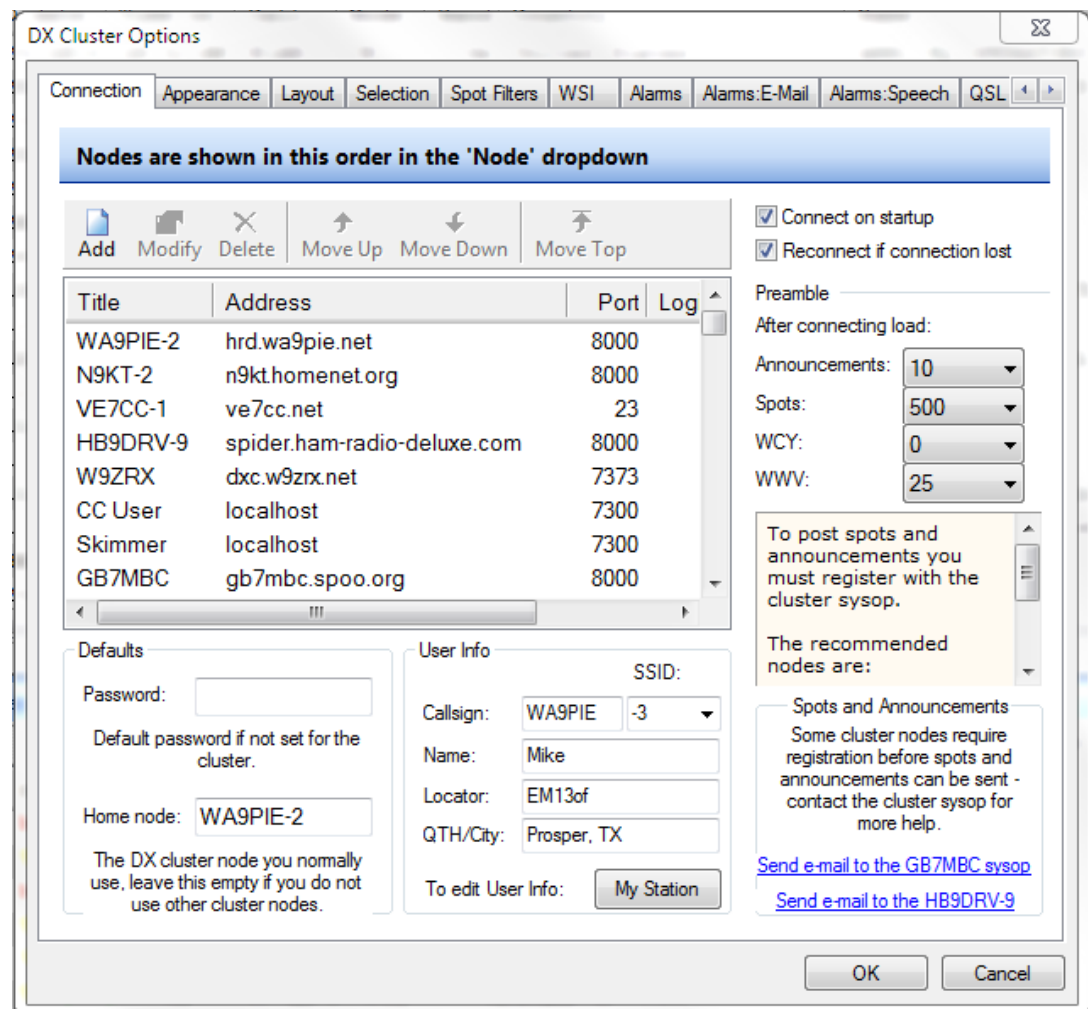 DX Cluster Options
Connection Appearance Layout Selection Spot Filters WSI Alarms Alarms:E-Mail Alarms:Speech QSL
Nodes are shown in this order in the 'Node' dropdown
Add Modify Delete Move Up Move Down Move Top
Title Address Port Log
WA9PIE-2 hrd.wa9pie.net 8000
N9KT-2 n9kt.homenet.org 8000
VE7CC-1 ve7cc.net 23
HB9DRV-9 spider.ham-radio-deluxe.com 8000
W9ZRX dxc.w9zrx.net 7373
CC User localhost 7300
Skimmer localhost 7300
GB7MBC gb7mbc.spoo.org 8000
Connect on startup
Reconnect if connection lost
Preamble
After connecting load:
Announcements: 10
Spots: 500
WCY: 0
WWV: 25
To post spots and
announcements you
must register with the
cluster sysop.
The recommended
nodes are:
Defaults
Password:
Default password if not set for the
cluster.
Home node: WA9PIE-2
The DX cluster node you normally
use, leave this empty if you do not
use other cluster nodes.
User Info
SSID:
Callsign: WA9PIE -3
Name: Mike
Locator: EM13of
QTH/City: Prosper, TX
To edit User Info: My Station
Spots and Announcements
Some cluster nodes require
registration before spots and
announcements can be sent -
contact the cluster sysop for
more help.
Send e-mail to the GB7MBC sysop
Send e-mail to the HB9DRV-9
OK Cancel